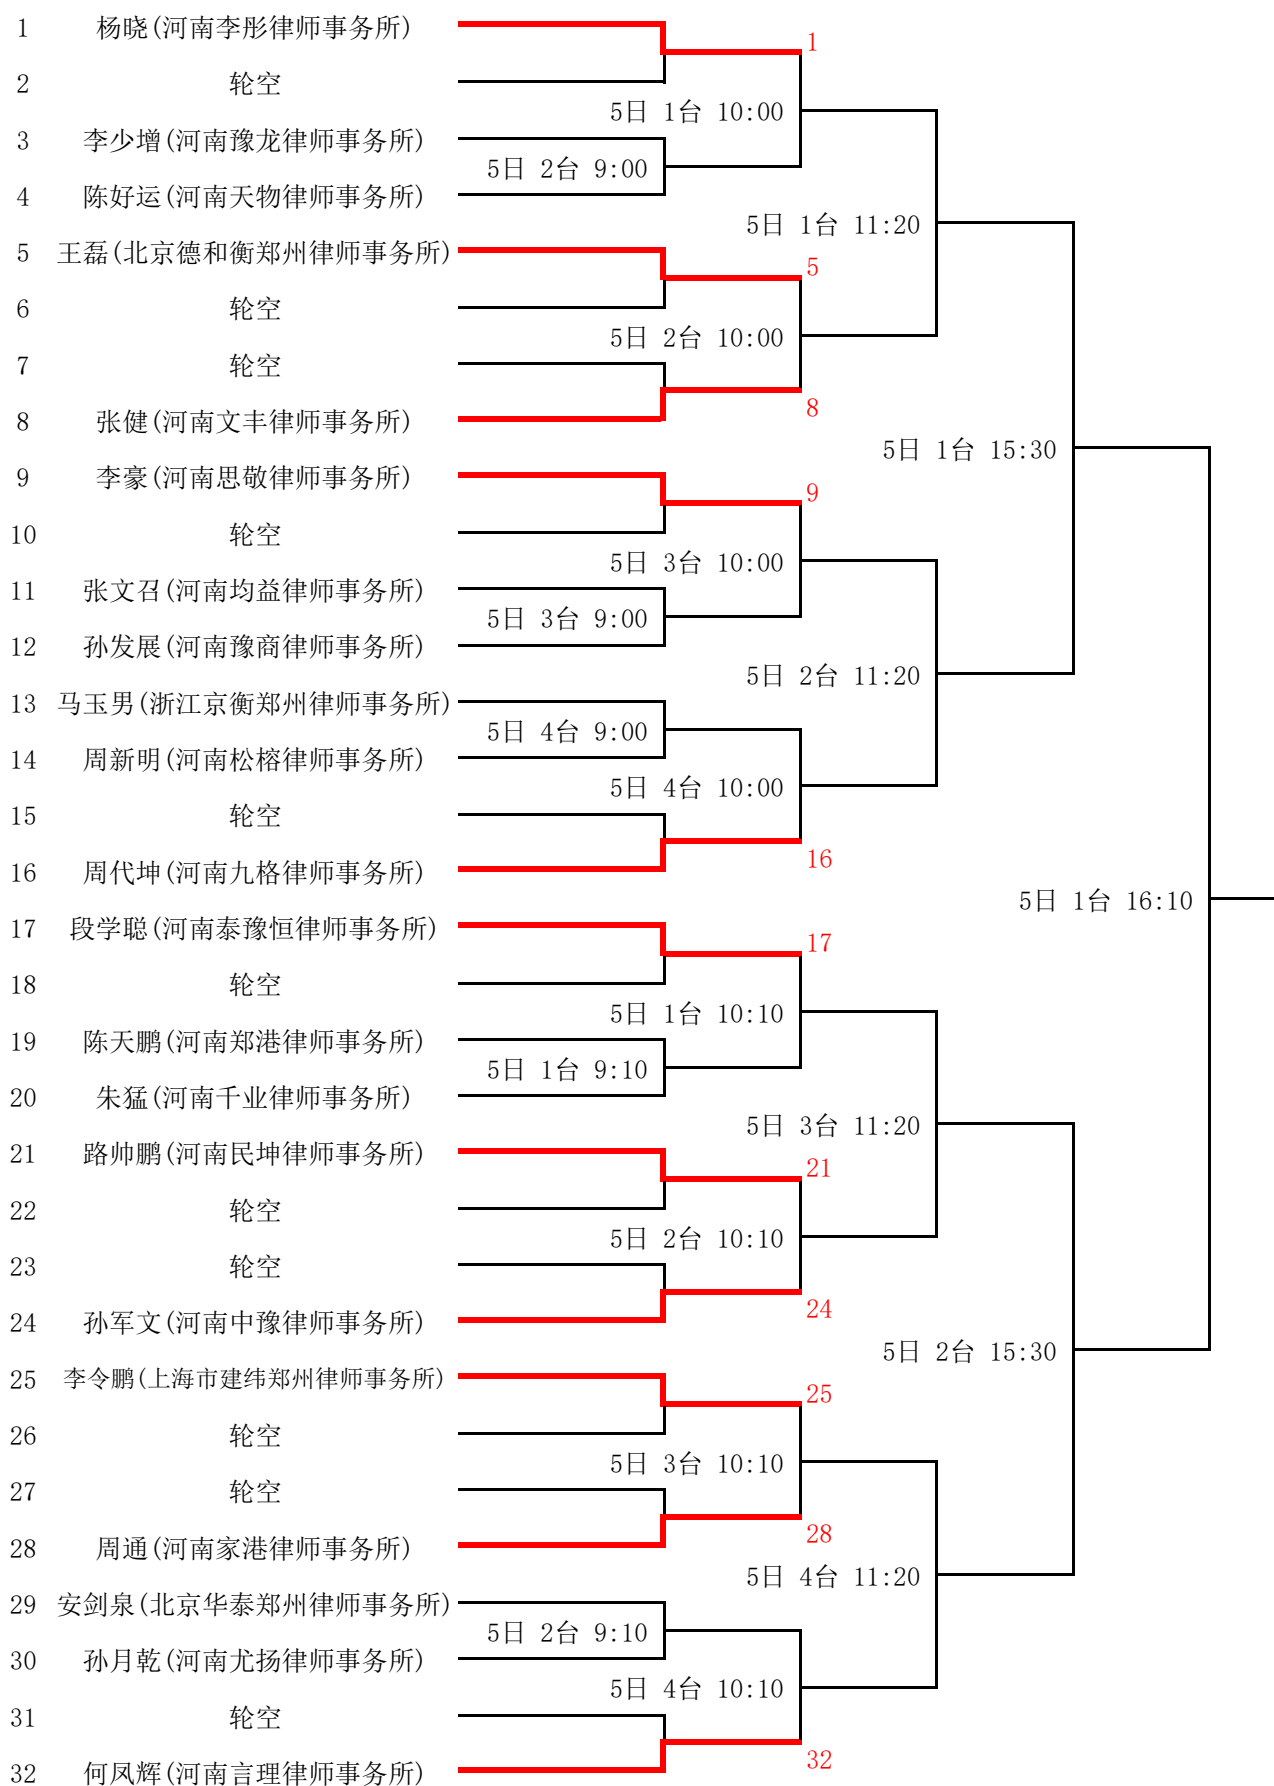 1 杨晓(河南李彤律师事务所)
1
2 轮空
5日 1台 10:00
3 李少增(河南豫龙律师事务所)
5日 2台 9:00
4 陈好运(河南天物律师事务所)
5日 1台 11:20
5 王磊(北京德和衡郑州律师事务所)
5
6 轮空
5日 2台 10:00
7 轮空
8
8 张健(河南文丰律师事务所)
5日 1台 15:30
9 李豪(河南思敬律师事务所)
9
10 轮空
5日 3台 10:00
11 张文召(河南均益律师事务所)
5日 3台 9:00
12 孙发展(河南豫商律师事务所)
5日 2台 11:20
13 马玉男(浙江京衡郑州律师事务所)
5日 4台 9:00
14 周新明(河南松榕律师事务所)
5日 4台 10:00
15 轮空
16
16 周代坤(河南九格律师事务所)
5日 1台 16:10
17 段学聪(河南泰豫恒律师事务所)
17
18 轮空
5日 1台 10:10
19 陈天鹏(河南郑港律师事务所)
5日 1台 9:10
20 朱猛(河南千业律师事务所)
5日 3台 11:20
21 路帅鹏(河南民坤律师事务所)
21
22 轮空
5日 2台 10:10
23 轮空
24
24 孙军文(河南中豫律师事务所)
5日 2台 15:30
25 李令鹏(上海市建纬郑州律师事务所)
25
26 轮空
5日 3台 10:10
27 轮空
28
28 周通(河南家港律师事务所)
5日 4台 11:20
29 安剑泉(北京华泰郑州律师事务所)
5日 2台 9:10
30 孙月乾(河南尤扬律师事务所)
5日 4台 10:10
31 轮空
32
32 何凤辉(河南言理律师事务所)